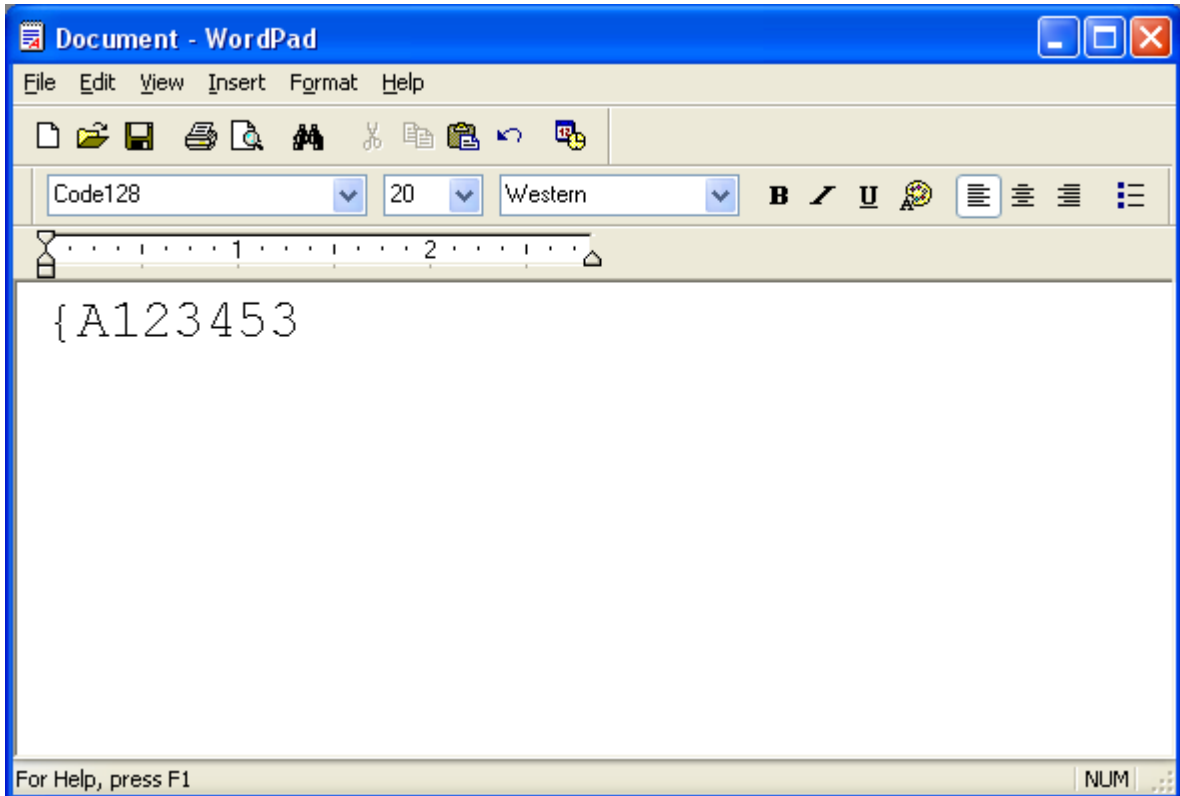 Document - WordPad
File Edit View Insert Format Help
Code128 20 Western B / U
1 2
{A123453
For Help, press F1 NUM